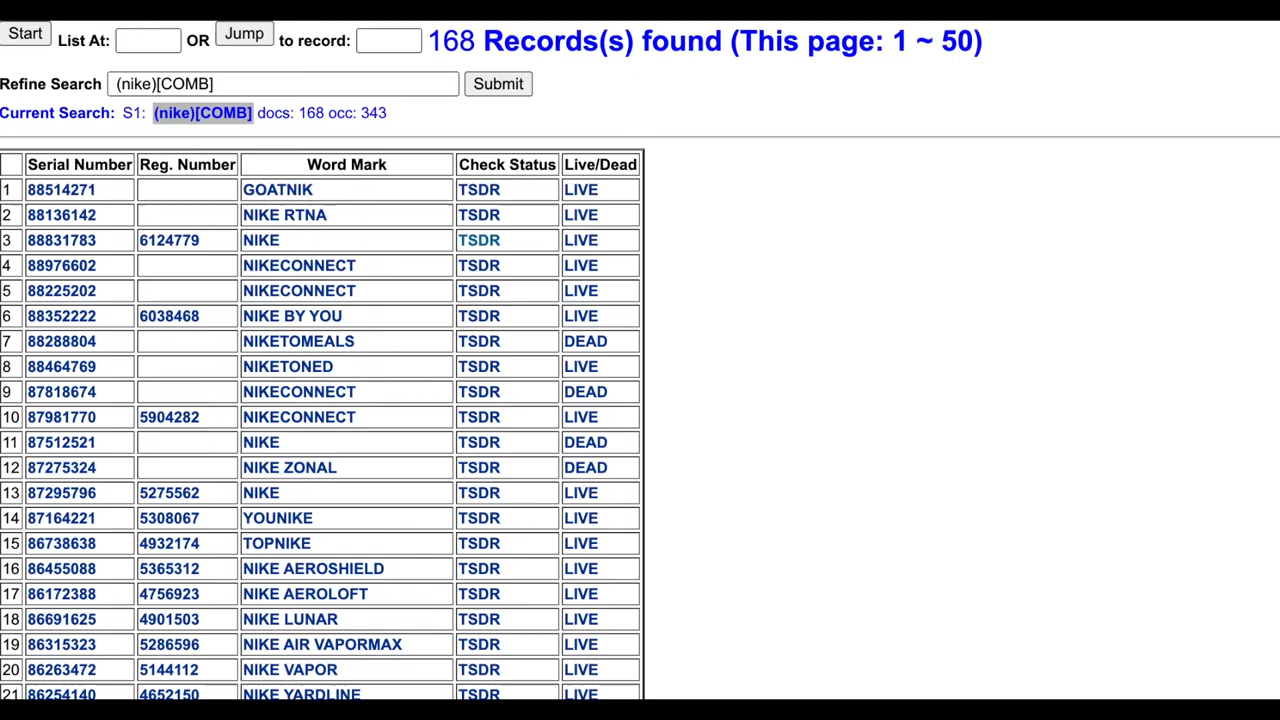 Start List At: OR Jump to record: 168 Records(s) found (This page: 1 ~ 50)
Refine Search (nike)[COMB] Submit
Current Search: S1: (nike)[COMB] docs: 168 occ: 343
Serial Number Reg. Number Word Mark Check Status Live/Dead
1 88514271 GOATNIK TSDR LIVE
2 88136142 NIKE RTNA TSDR LIVE
3 88831783 6124779 NIKE TSDR LIVE
4 88976602 NIKECONNECT TSDR LIVE
5 88225202 NIKECONNECT TSDR LIVE
6 88352222 6038468 NIKE BY YOU TSDR LIVE
7 88288804 NIKETOMEALS TSDR DEAD
8 88464769 NIKETONED TSDR LIVE
9 87818674 NIKECONNECT TSDR DEAD
10 87981770 5904282 NIKECONNECT TSDR LIVE
11 87512521 NIKE TSDR DEAD
12 87275324 NIKE ZONAL TSDR DEAD
13 87295796 5275562 NIKE TSDR LIVE
14 87164221 5308067 YOUNIKE TSDR LIVE
15 86738638 4932174 TOPNIKE TSDR LIVE
16 86455088 5365312 NIKE AEROSHIELD TSDR LIVE
17 86172388 4756923 NIKE AEROLOFT TSDR LIVE
18 86691625 4901503 NIKE LUNAR TSDR LIVE
19 86315323 5286596 NIKE AIR VAPORMAX TSDR LIVE
20 86263472 5144112 NIKE VAPOR TSDR LIVE
21 86254140 4652150 NIKE YARDLINE TSDR LIVE